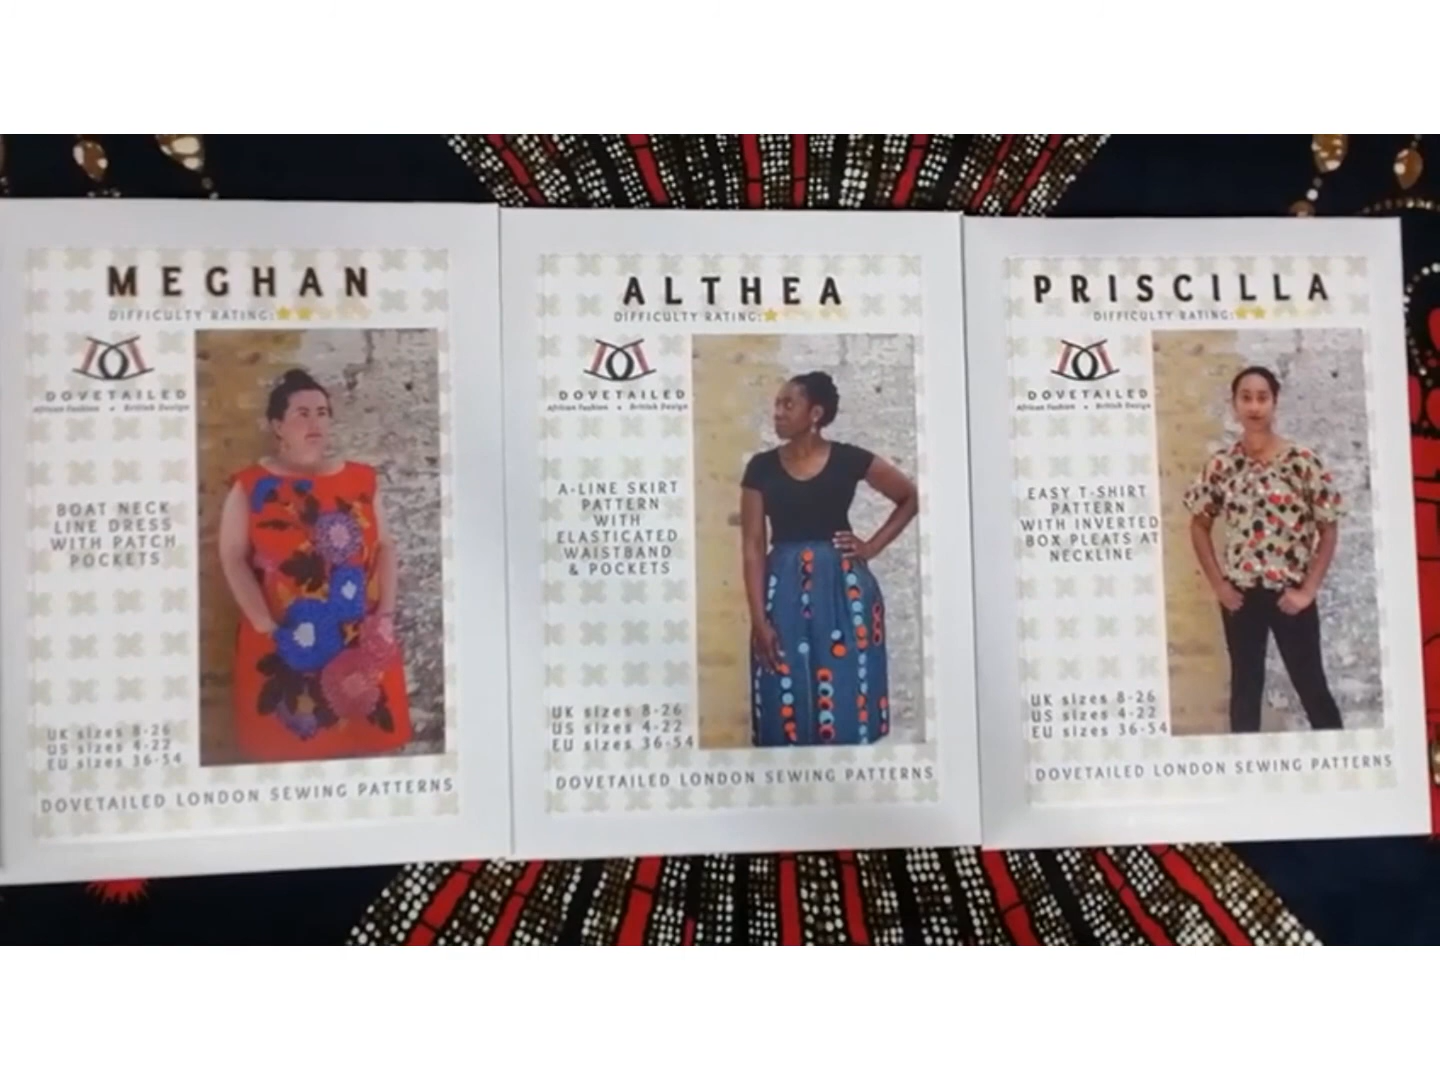 MEGHAN
DIFFICULTY RATING:
DOVETAILED
African Fashion • British Design
BOAT NECK
LINE DRESS
WITH PATCH
POCKETS
UK sizes 8-26
US sizes 4-22
EU sizes 36-54
DOVETAILED LONDON SEWING PATTERNS
ALTHEA
DIFFICULTY RATING:
DOVETAILED
African Fashion • British Design
A-LINE SKIRT
PATTERN
WITH
ELASTICATED
WAISTBAND
& POCKETS
UK sizes 8-26
US sizes 4-22
EU sizes 36-54
DOVETAILED LONDON SEWING PATTERNS
PRISCILLA
DIFFICULTY RATING:
DOVETAILED
African Fashion • British Design
EASY T-SHIRT
PATTERN
WITH INVERTED
BOX PLEATS AT
NECKLINE
UK sizes 8-26
US sizes 4-22
EU sizes 36-54
DOVETAILED LONDON SEWING PATTERNS